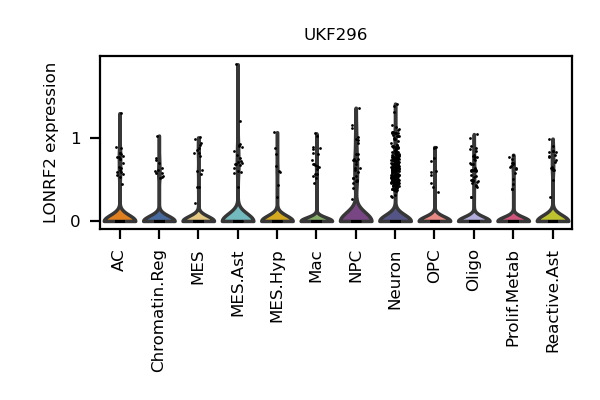 UKF296
LONRF2 expression
1
0
AC
Chromatin.Reg
MES
MES.Ast
MES.Hyp
Mac
NPC
Neuron
OPC
Oligo
Prolif.Metab
Reactive.Ast